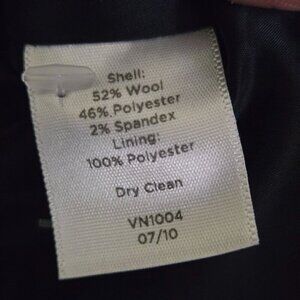 Shell:
52% Wool
46% Polyester
2% Spandex
Lining:
100% Polyester
Dry Clean
VN1004
07/10